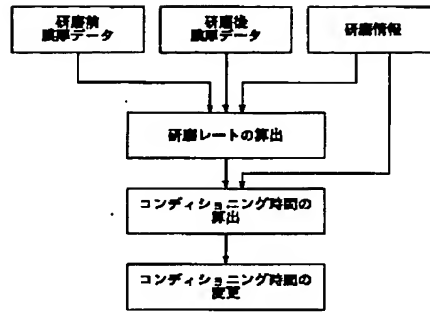 研磨前
膜厚データ
研磨後
膜厚データ
研磨情報
研磨レートの算出
コンディショニング時間の
算出
コンディショニング時間の
変更